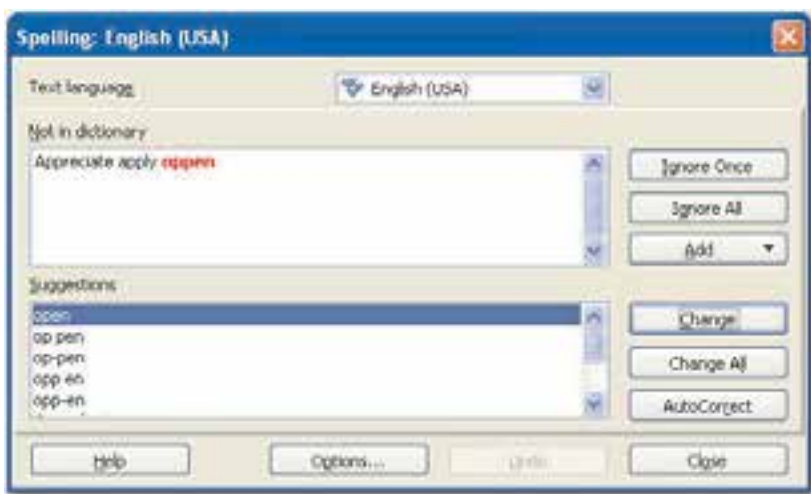 Spelling: English (USA)
Text language
English (USA)
Not in dictionary
Appreciate apply oppen
Ignore Once
Ignore All
Add
Suggestions
open
op pen
op-pen
opp en
opp-en
Change
Change All
AutoCorrect
Help
Options...
Undo
Close